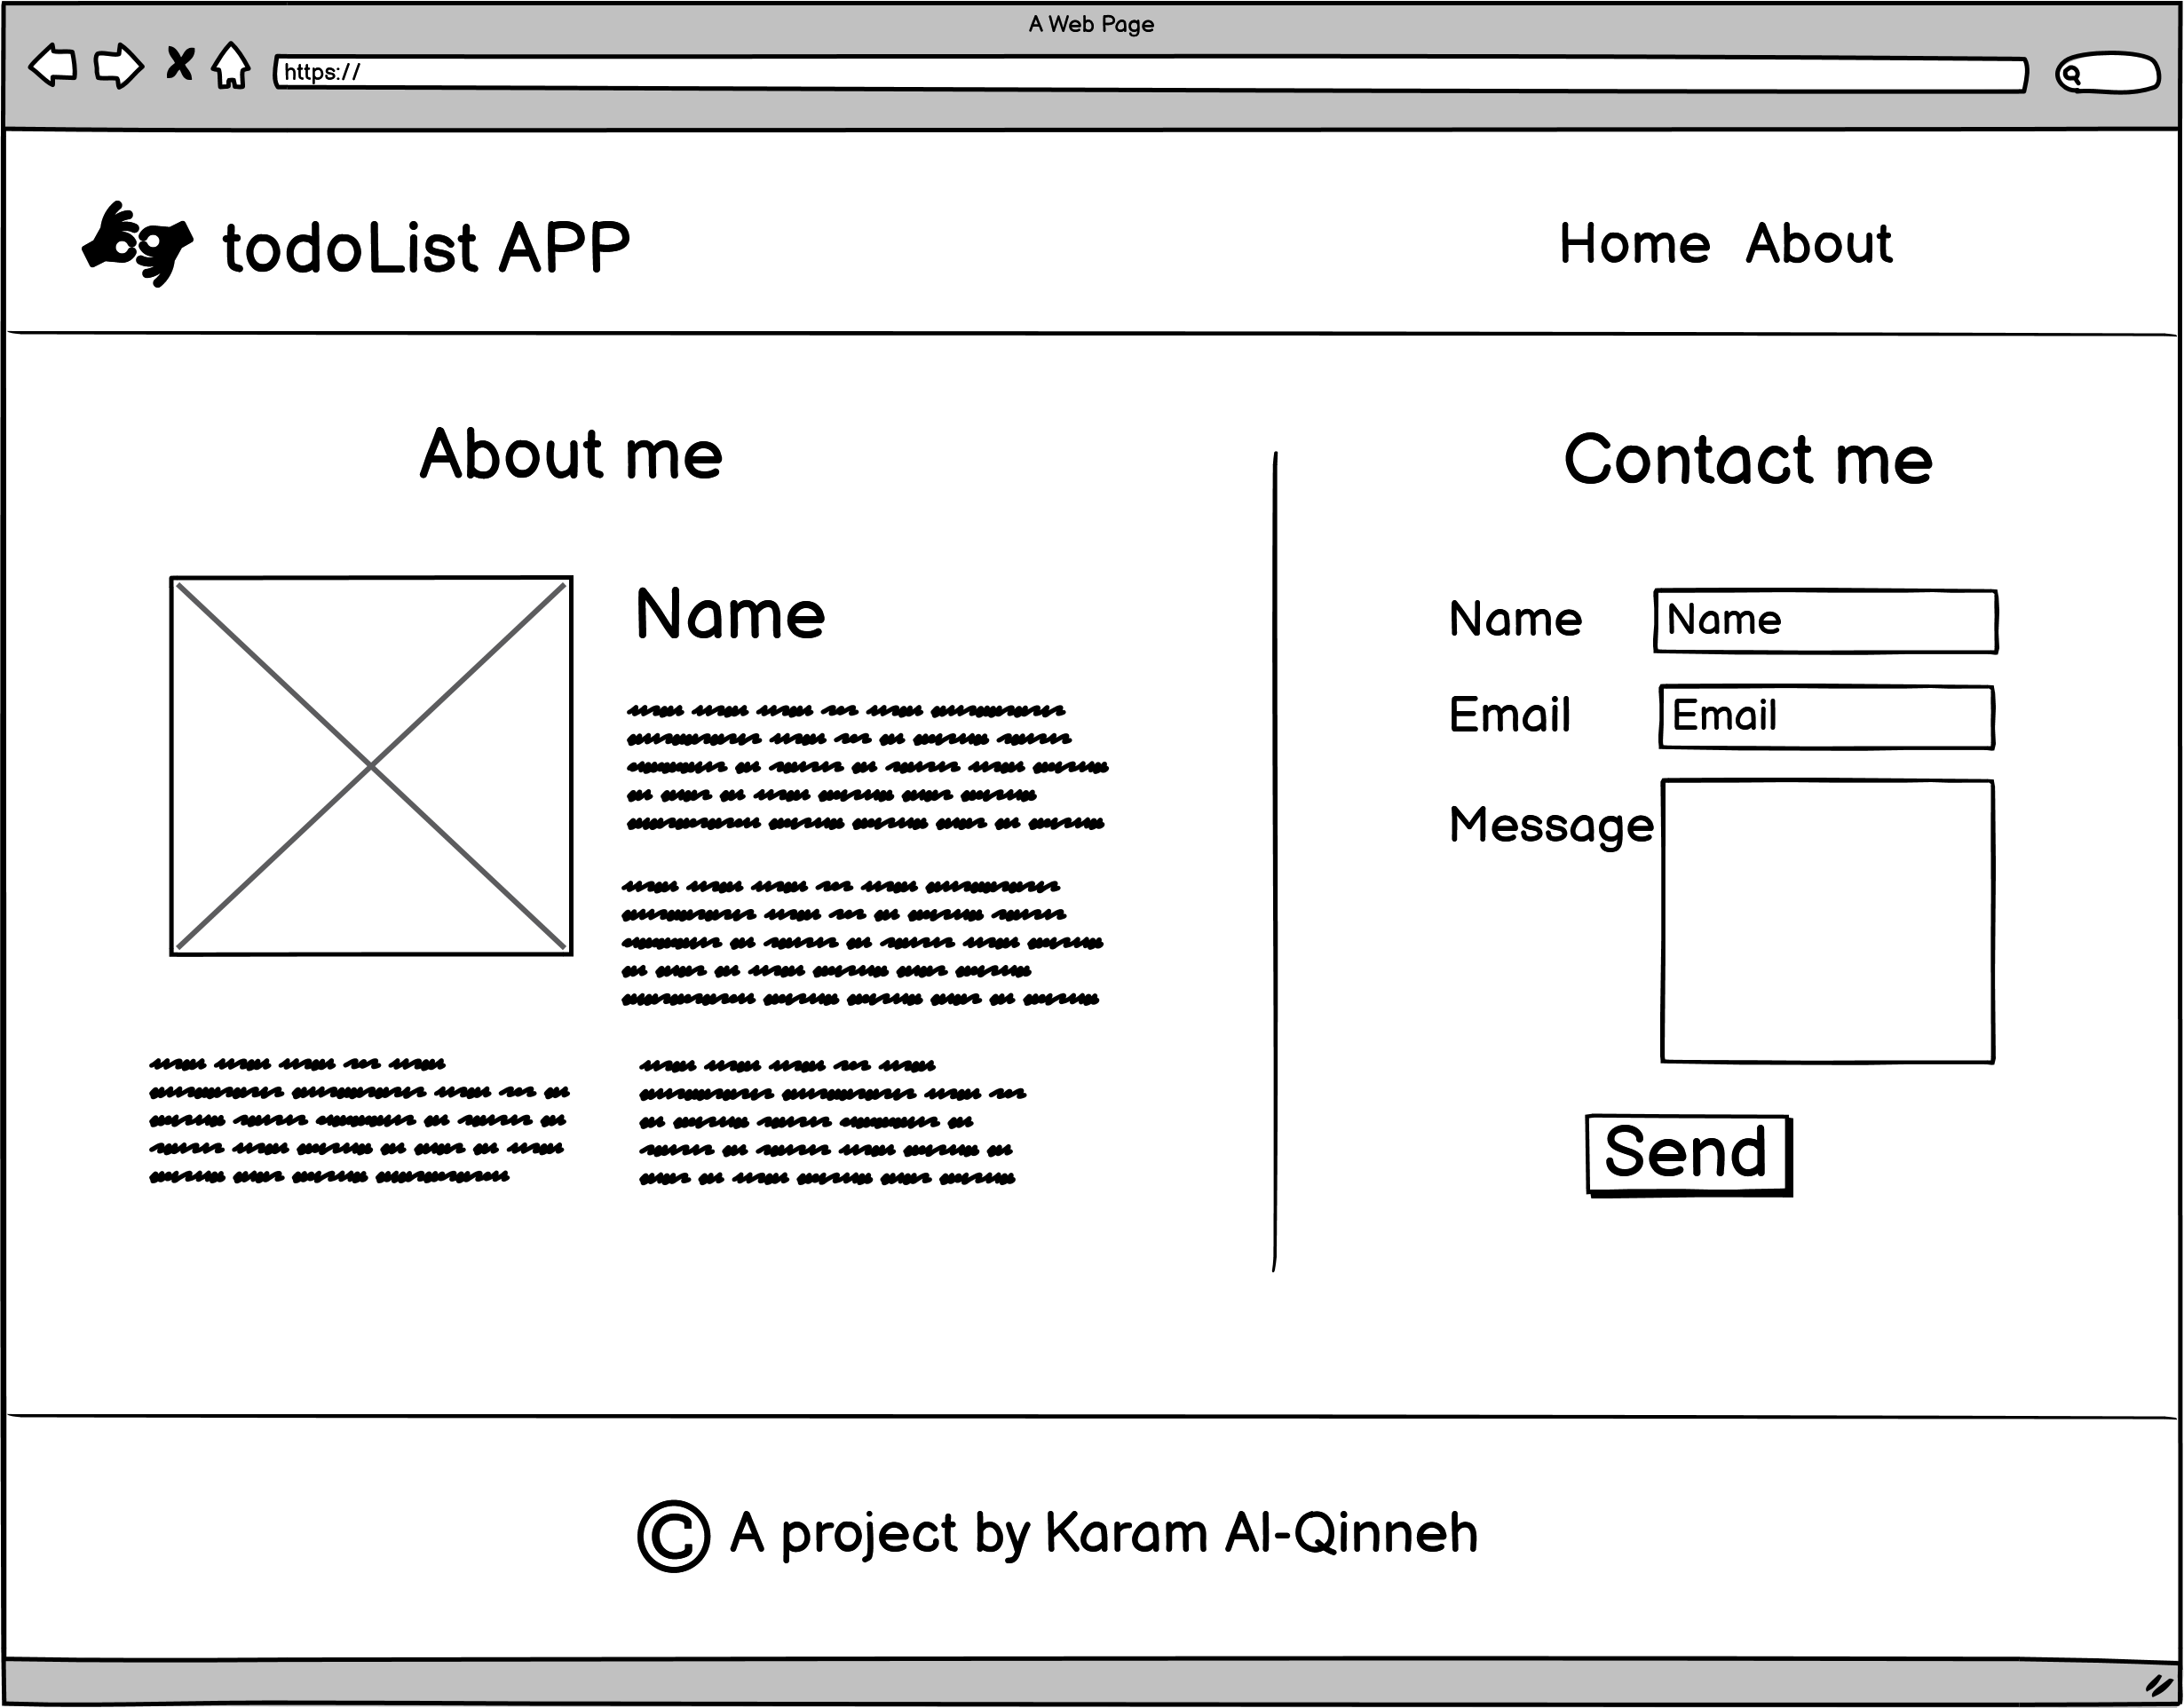 A Web Page
https://
todoList APP
Home About
About me
Name
Contact me
Name Name
Email Email
Message
Send
© A project by Karam Al-Qinneh